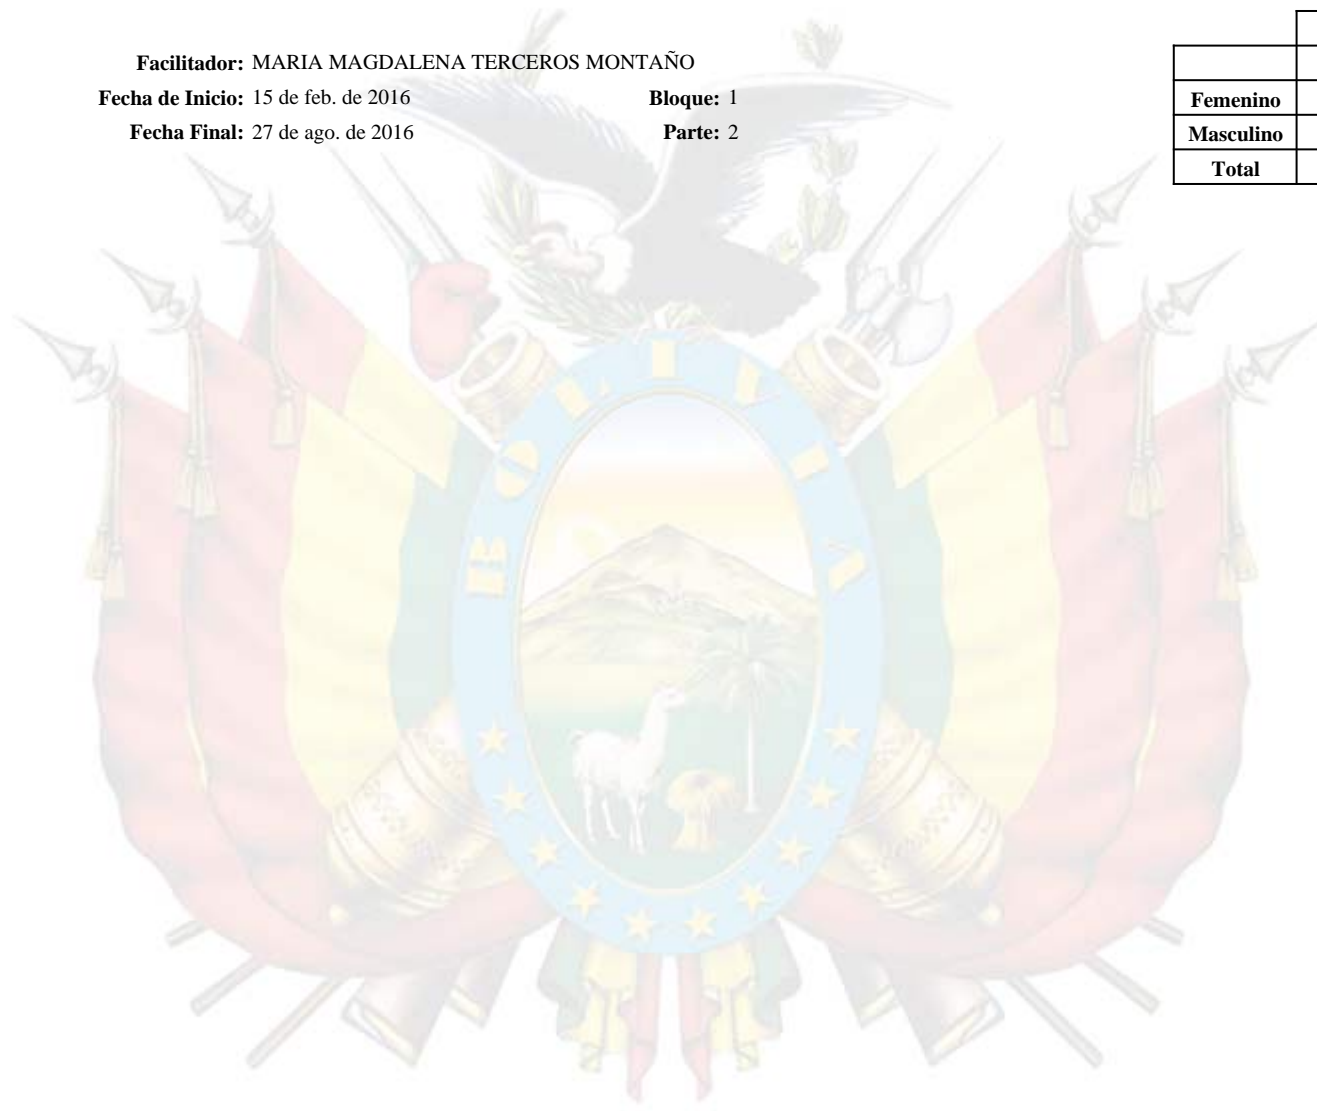 Facilitador: MARIA MAGDALENA TERCEROS MONTAÑO
Fecha de Inicio: 15 de feb. de 2016 Bloque: 1
Fecha Final: 27 de ago. de 2016 Parte: 2
Femenino
Masculino
Total
BOLIVIA